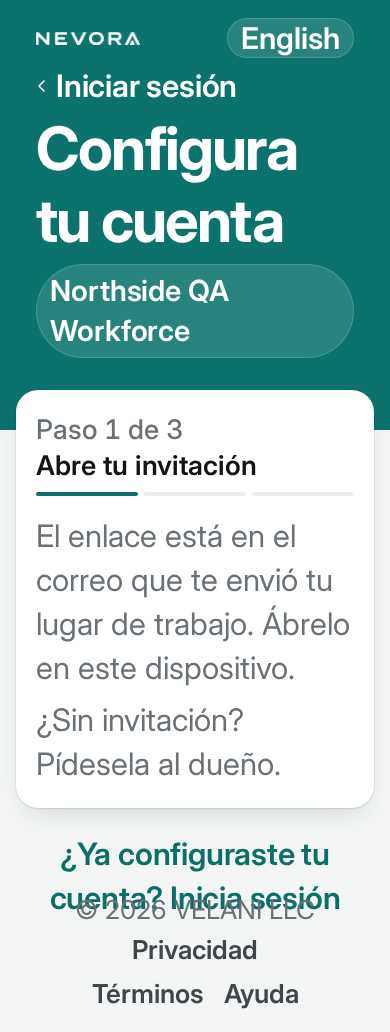 NEVORA
English
Iniciar sesión
Configura
tu cuenta
Northside QA
Workforce
Paso 1 de 3
Abre tu invitación
El enlace está en el
correo que te envió tu
lugar de trabajo. Ábrelo
en este dispositivo.
¿Sin invitación?
Pídesela al dueño.
¿Ya configuraste tu
cuenta? Inicia sesión
© 2026 VELANI LLC
Privacidad
Términos Ayuda